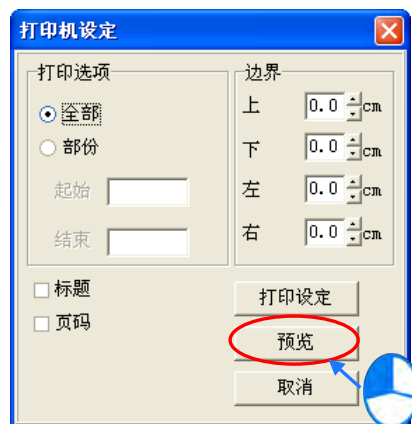 打印机设定
打印选项
全部
部份
起始
结束
边界
上 0.0 cm
下 0.0 cm
左 0.0 cm
右 0.0 cm
标题
页码
打印设定
预览
取消